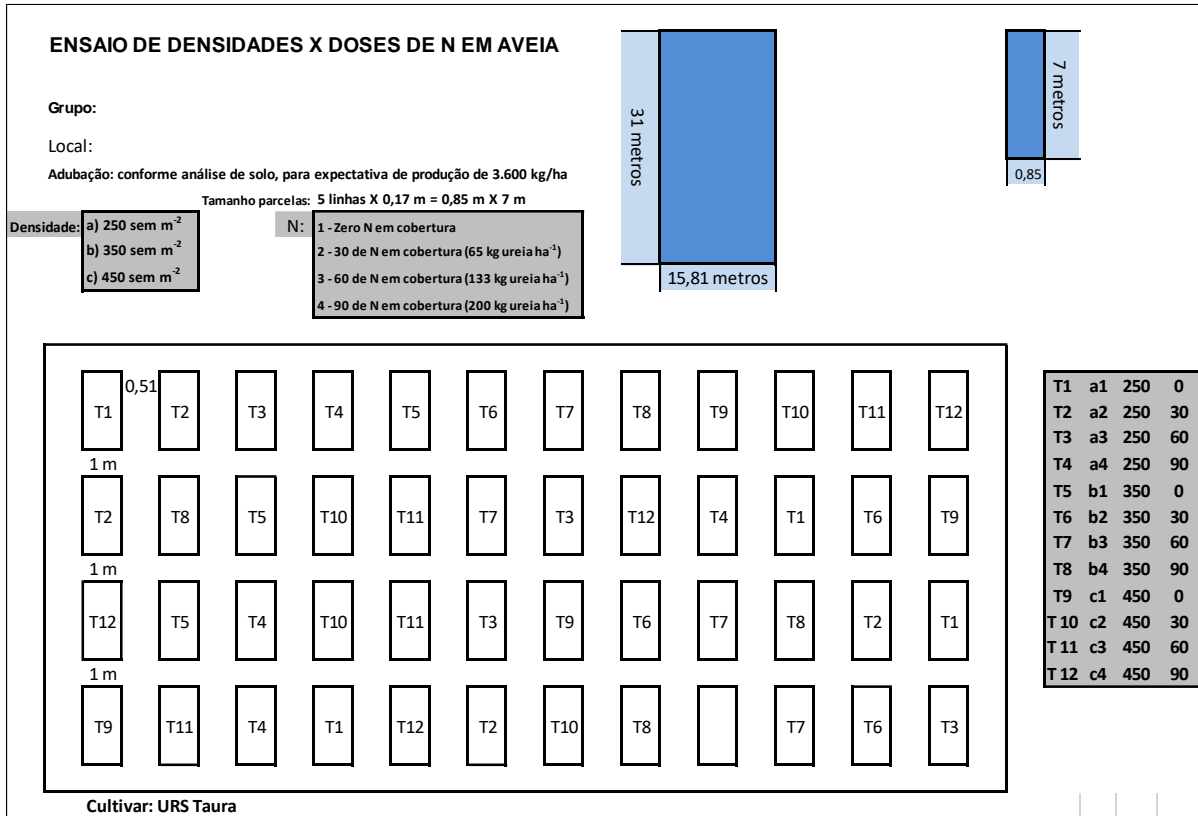 ENSAIO DE DENSIDADES X DOSES DE N EM AVEIA
Grupo:
Local:
Adubação: conforme análise de solo, para expectativa de produção de 3.600 kg/ha
Tamanho parcelas: 5 linhas X 0,17 m = 0,85 m X 7 m
31 metros
15,81 metros
7 metros
0,85
Densidade: a) 250 sem m⁻²
b) 350 sem m⁻²
c) 450 sem m⁻²
N: 1 - Zero N em cobertura
2 - 30 de N em cobertura (65 kg ureia ha⁻¹)
3 - 60 de N em cobertura (133 kg ureia ha⁻¹)
4 - 90 de N em cobertura (200 kg ureia ha⁻¹)
0,51
T1 T2 T3 T4 T5 T6 T7 T8 T9 T10 T11 T12
1 m
T2 T8 T5 T10 T11 T7 T3 T12 T4 T1 T6 T9
1 m
T12 T5 T4 T10 T11 T3 T9 T6 T7 T8 T2 T1
1 m
T9 T11 T4 T1 T12 T2 T10 T8 T7 T6 T3
T1 a1 250 0
T2 a2 250 30
T3 a3 250 60
T4 a4 250 90
T5 b1 350 0
T6 b2 350 30
T7 b3 350 60
T8 b4 350 90
T9 c1 450 0
T 10 c2 450 30
T 11 c3 450 60
T 12 c4 450 90
Cultivar: URS Taura